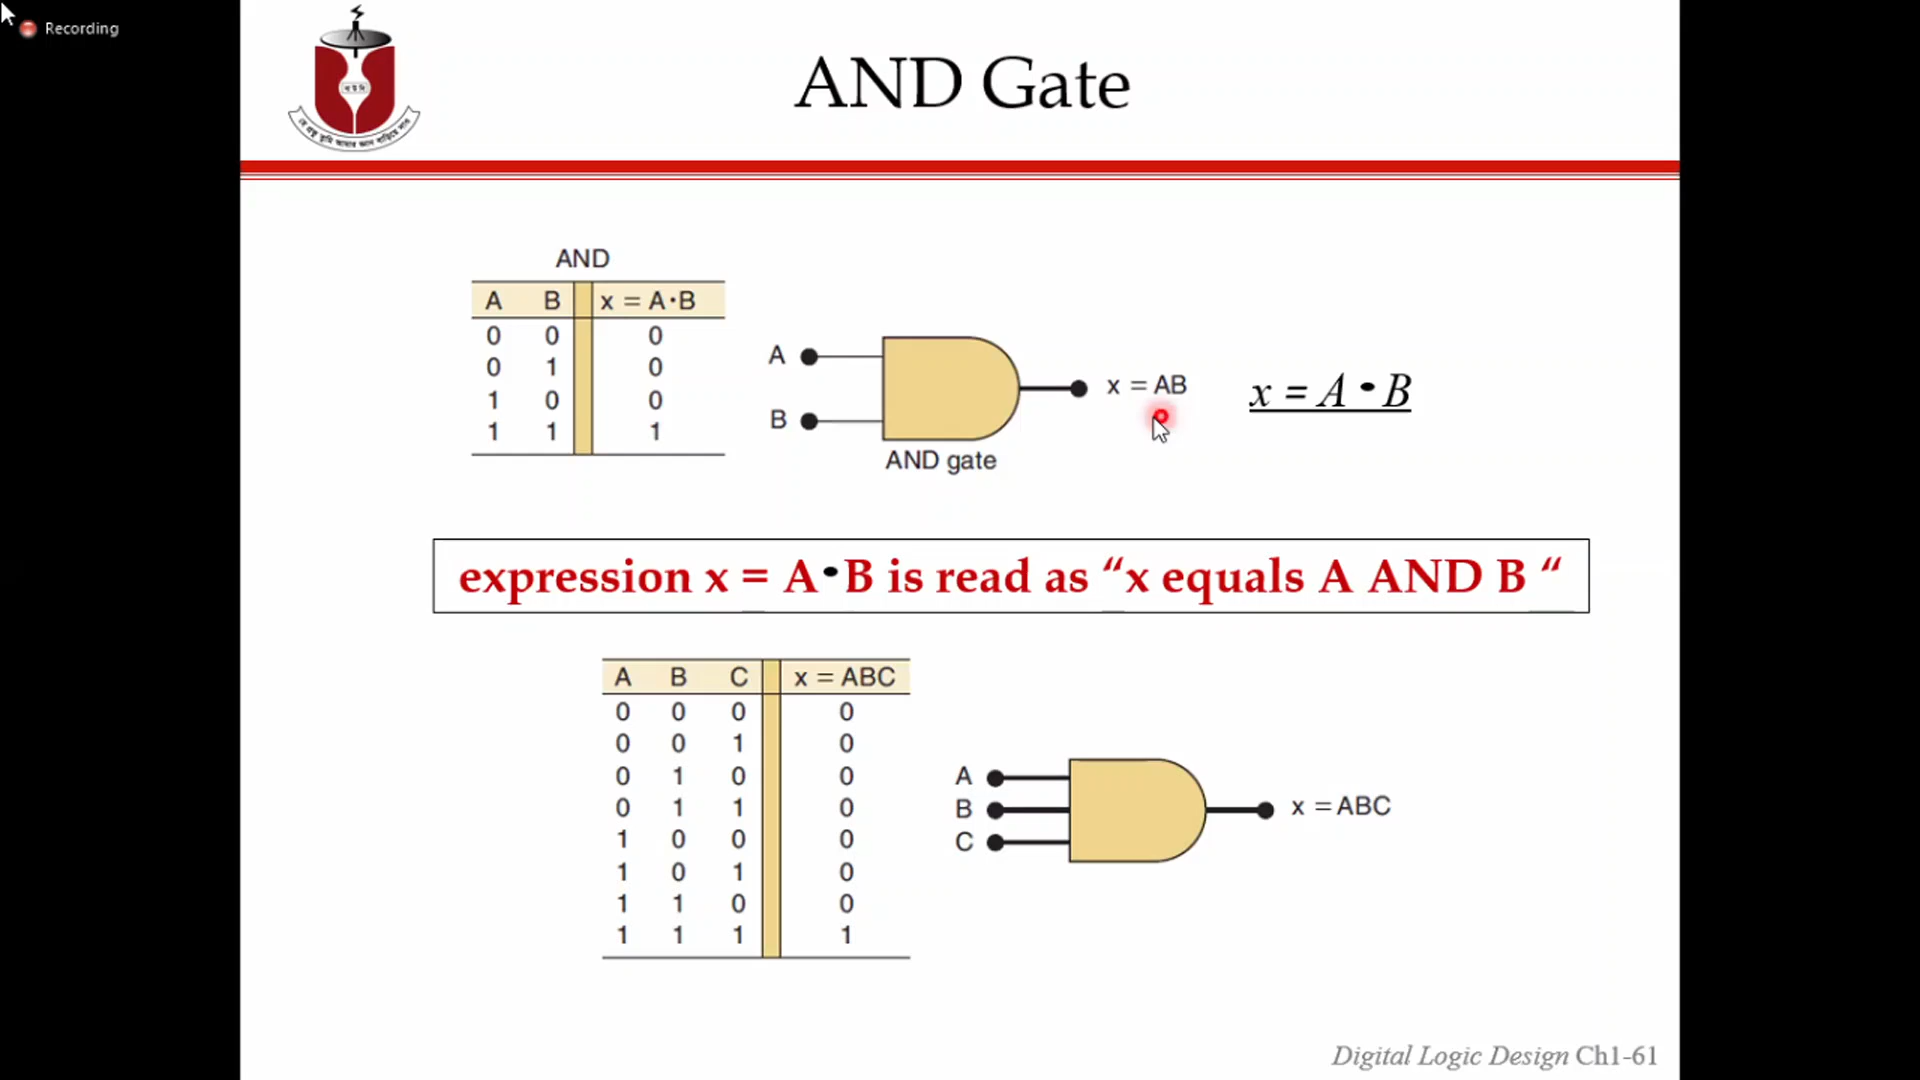 Recording
AND Gate
AND
A B x = A•B
0 0 0
0 1 0
1 0 0
1 1 1
A
B
x = AB
AND gate
x = A • B
expression x = A•B is read as “x equals A AND B “
A B C x = ABC
0 0 0 0
0 0 1 0
0 1 0 0
0 1 1 0
1 0 0 0
1 0 1 0
1 1 0 0
1 1 1 1
A
B
C
x = ABC
Digital Logic Design Ch1-61